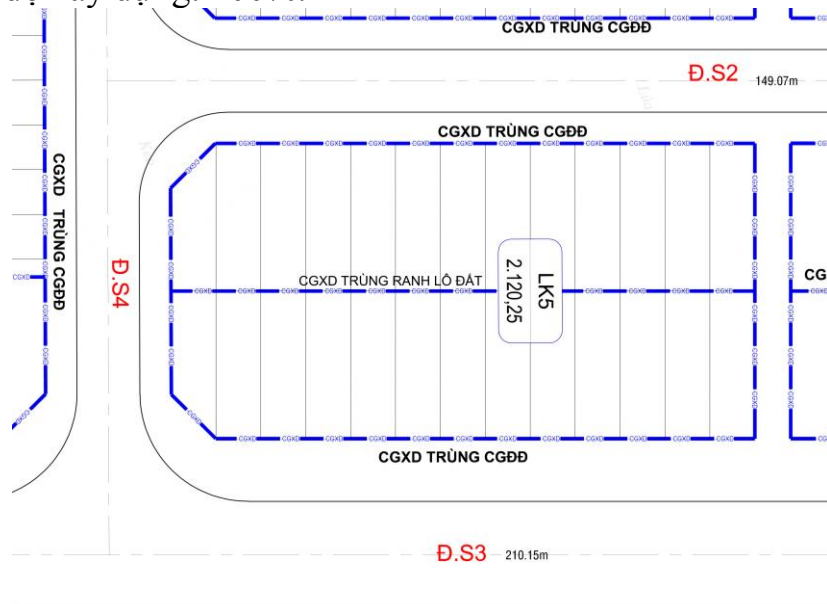 CGXD TRÙNG CGĐĐ
Đ.S2 149.07m
CGXD TRÙNG CGĐĐ
CGXD TRÙNG CGĐĐ
Đ.S4
CGXD TRÙNG RANH LÔ ĐẤT
LK5
2.120,25
CGXD
CGXD TRÙNG CGĐĐ
Đ.S3 210.15m